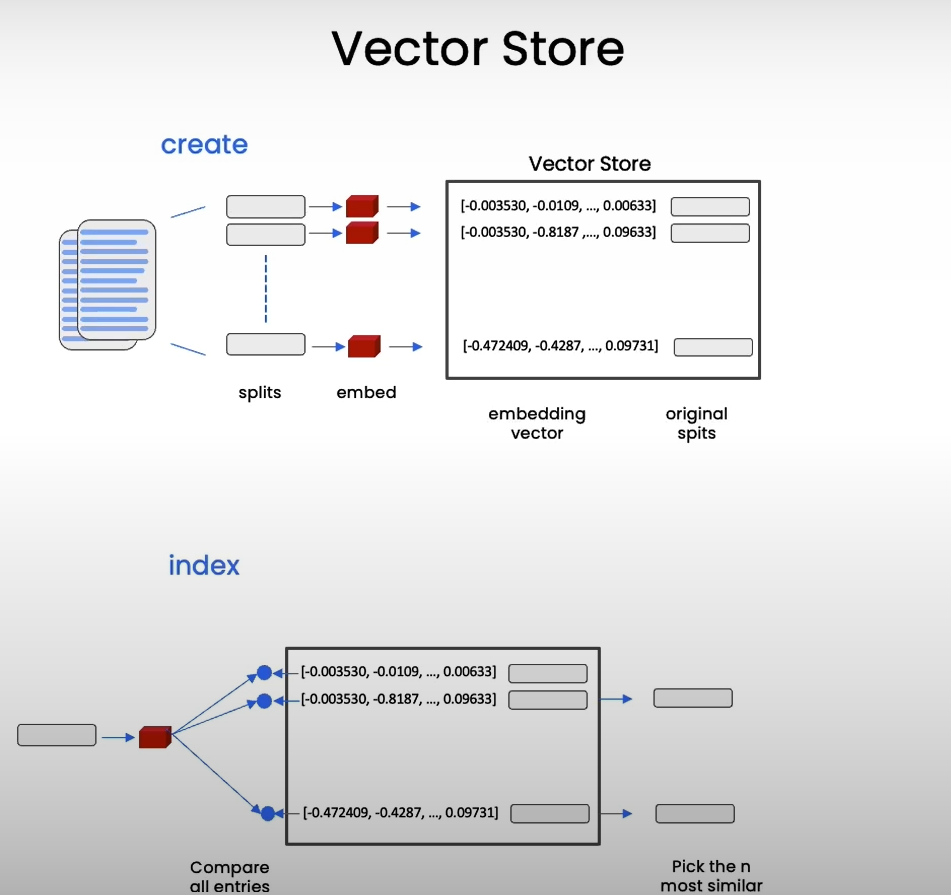 Vector Store
create
Vector Store
[-0.003530, -0.0109, ..., 0.00633]
[-0.003530, -0.8187 ,..., 0.09633]
[-0.472409, -0.4287, ..., 0.09731]
splits
embed
embedding
vector
original
spits
index
[-0.003530, -0.0109, ..., 0.00633]
[-0.003530, -0.8187, ..., 0.09633]
[-0.472409, -0.4287, ..., 0.09731]
Compare
all entries
Pick the n
most similar